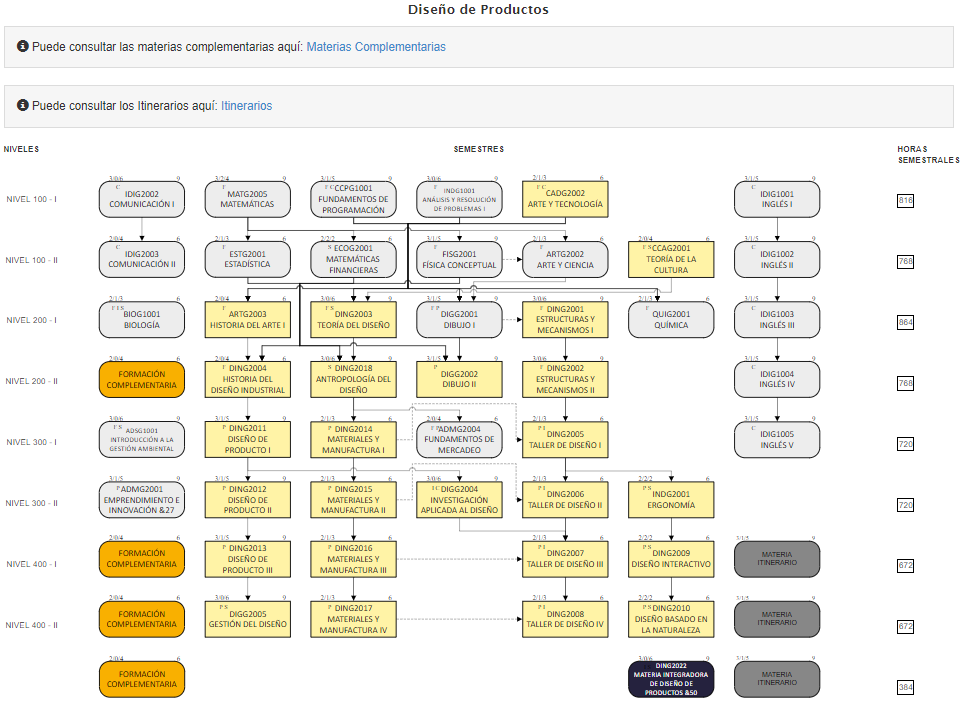 Diseño de Productos
Puede consultar las materias complementarias aquí: Materias Complementarias
Puede consultar los Itinerarios aquí: Itinerarios
NIVELES
SEMESTRES
HORAS
SEMESTRALES
NIVEL 100 - I
3/0/6 9
C
IDIG2002
COMUNICACIÓN I
3/2/4 9
F
MATG2005
MATEMÁTICAS
3/1/5 9
F C CCPG1001
FUNDAMENTOS DE
PROGRAMACIÓN
3/0/6 9
F
INDG1001
ANÁLISIS Y RESOLUCIÓN
DE PROBLEMAS I
2/1/3 6
F C
CADG2002
ARTE Y TECNOLOGÍA
3/1/5 9
C
IDIG1001
INGLÉS I
816
NIVEL 100 - II
2/0/4 6
C
IDIG2003
COMUNICACIÓN II
2/1/3 6
F
ESTG2001
ESTADÍSTICA
2/2/2 6
F S
ECOG2001
MATEMÁTICAS
FINANCIERAS
3/1/5 9
F
FISG2001
FÍSICA CONCEPTUAL
2/1/3 6
F
ARTG2002
ARTE Y CIENCIA
2/0/4 6
F S CCAG2001
TEORÍA DE LA
CULTURA
3/1/5 9
C
IDIG1002
INGLÉS II
768
NIVEL 200 - I
2/1/3 6
F I S
BIOG1001
BIOLOGÍA
2/0/4 6
F
ARTG2003
HISTORIA DEL ARTE I
3/0/6 9
F S
DING2003
TEORÍA DEL DISEÑO
3/1/5 9
F P
DIGG2001
DIBUJO I
3/0/6 9
F
DING2001
ESTRUCTURAS Y
MECANISMOS I
2/1/3 6
F
QUIG2001
QUÍMICA
3/1/5 9
C
IDIG1003
INGLÉS III
864
NIVEL 200 - II
2/0/4 6
FORMACIÓN
COMPLEMENTARIA
2/0/4 6
F
DING2004
HISTORIA DEL
DISEÑO INDUSTRIAL
3/0/6 9
S DING2018
ANTROPOLOGÍA DEL
DISEÑO
3/1/5 9
P
DIGG2002
DIBUJO II
2/1/3 6
F DING2002
ESTRUCTURAS Y
MECANISMOS II
3/1/5 9
C
IDIG1004
INGLÉS IV
768
NIVEL 300 - I
3/0/6 9
F S ADSG1001
INTRODUCCIÓN A LA
GESTIÓN AMBIENTAL
3/1/5 9
P DING2011
DISEÑO DE
PRODUCTO I
2/1/3 6
P DING2014
MATERIALES Y
MANUFACTURA I
2/0/4 6
F ADMG2004
FUNDAMENTOS DE
MERCADEO
2/1/3 6
P I
DING2005
TALLER DE DISEÑO I
3/1/5 9
C
IDIG1005
INGLÉS V
720
NIVEL 300 - II
3/1/5 9
P ADMG2001
EMPRENDIMIENTO E
INNOVACIÓN &27
3/1/5 9
P DING2012
DISEÑO DE
PRODUCTO II
2/1/3 6
P DING2015
MATERIALES Y
MANUFACTURA II
3/0/6 9
I C DIGG2004
INVESTIGACIÓN
APLICADA AL DISEÑO
2/1/3 6
P I
DING2006
TALLER DE DISEÑO II
2/2/2 6
P S
INDG2001
ERGONOMÍA
720
NIVEL 400 - I
2/0/4 6
FORMACIÓN
COMPLEMENTARIA
3/1/5 9
P DING2013
DISEÑO DE
PRODUCTO III
2/1/3 6
P DING2016
MATERIALES Y
MANUFACTURA III
2/1/3 6
P I
DING2007
TALLER DE DISEÑO III
2/2/2 6
P S
DING2009
DISEÑO INTERACTIVO
3/1/5 9
MATERIA
ITINERARIO
672
NIVEL 400 - II
2/0/4 6
FORMACIÓN
COMPLEMENTARIA
3/0/6 9
P S
DIGG2005
GESTIÓN DEL DISEÑO
2/1/3 6
P DING2017
MATERIALES Y
MANUFACTURA IV
2/1/3 6
P I
DING2008
TALLER DE DISEÑO IV
2/2/2 6
P S DING2010
DISEÑO BASADO EN
LA NATURALEZA
3/1/5 9
MATERIA
ITINERARIO
672
2/0/4 6
FORMACIÓN
COMPLEMENTARIA
3/0/6 9
DING2022
MATERIA INTEGRADORA
DE DISEÑO DE
PRODUCTOS &50
3/1/5 9
MATERIA
ITINERARIO
384